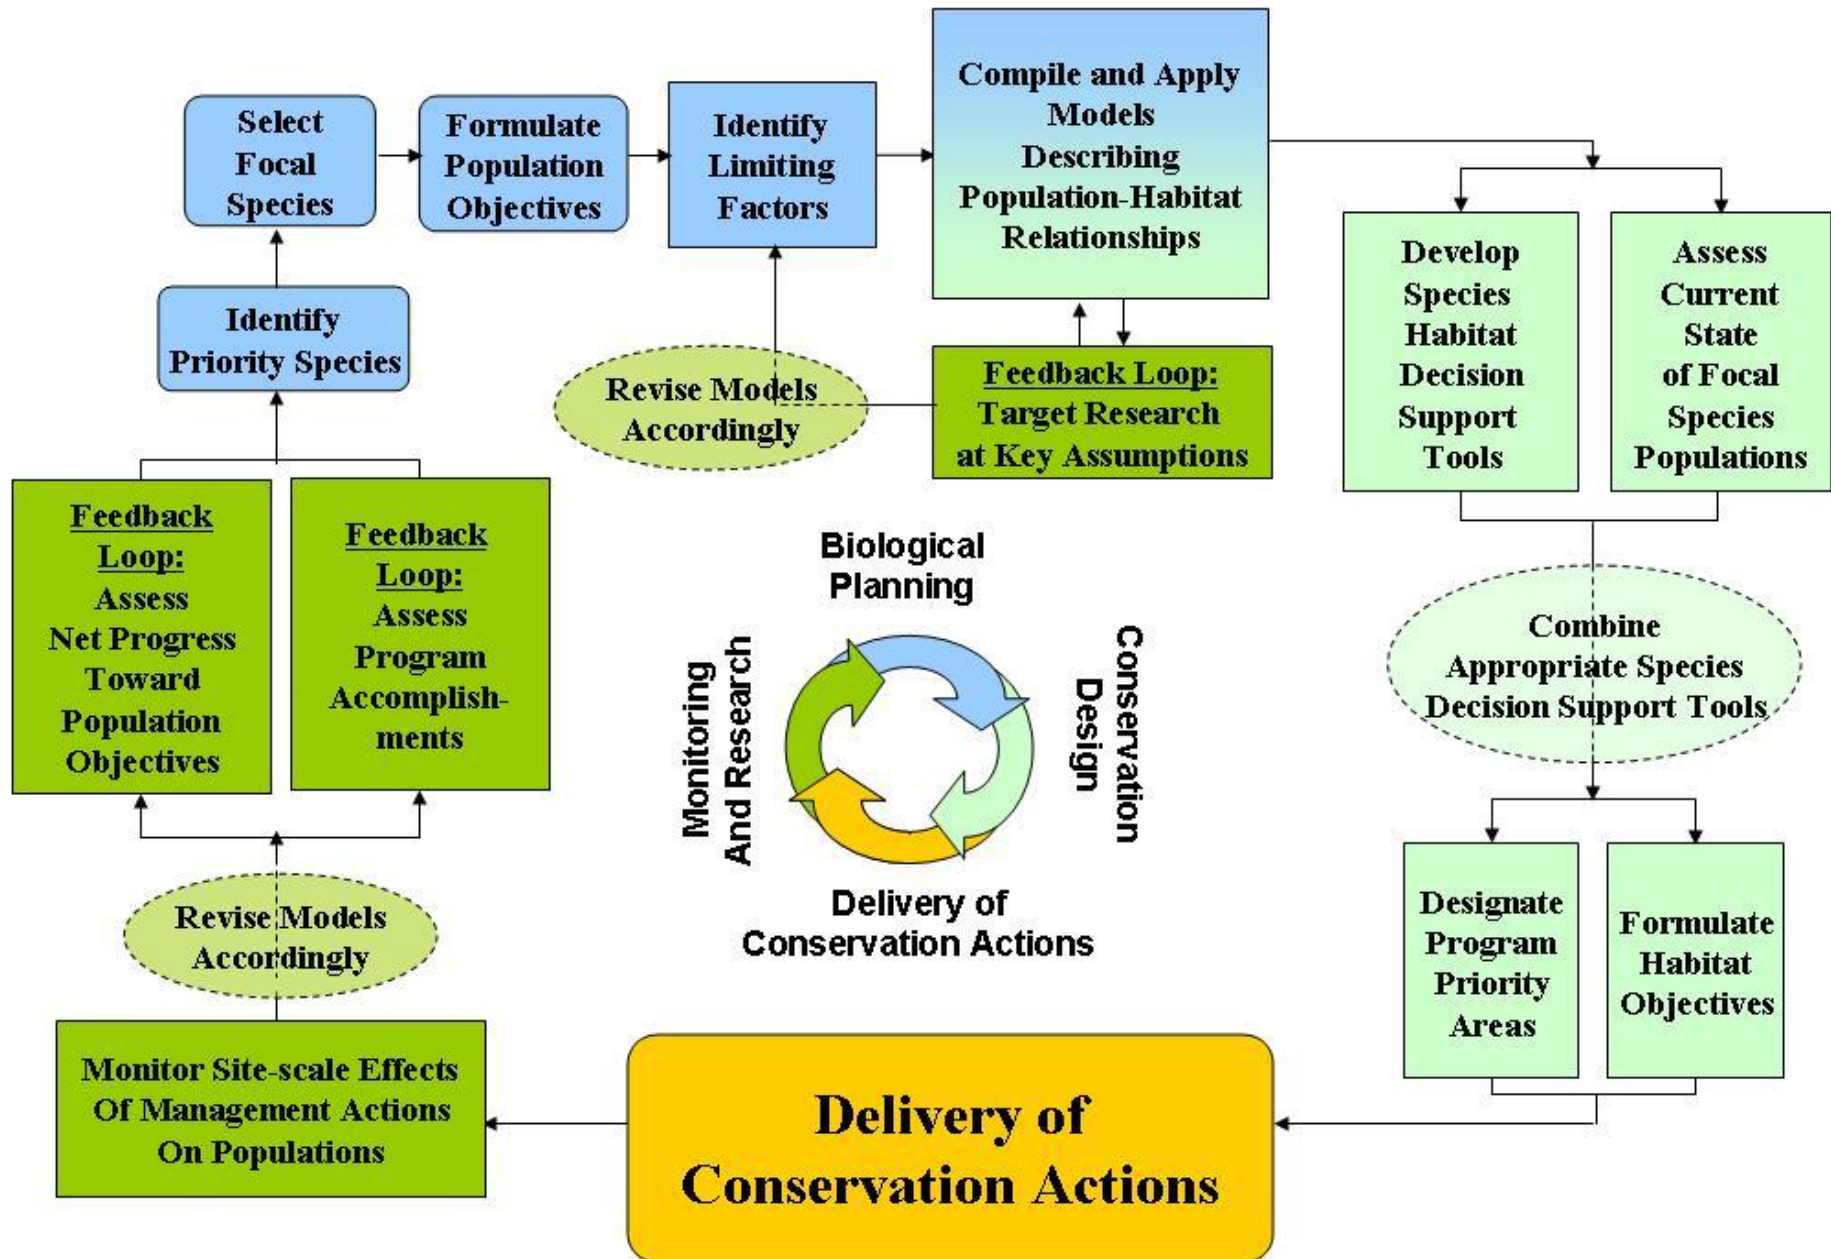 Select
Focal
Species
Formulate
Population
Objectives
Identify
Limiting
Factors
Compile and Apply
Models
Describing
Population-Habitat
Relationships
Develop
Species
Habitat
Decision
Support
Tools
Assess
Current
State
of Focal
Species
Populations
Identify
Priority Species
Revise Models
Accordingly
Feedback Loop:
Target Research
at Key Assumptions
Feedback
Loop:
Assess
Net Progress
Toward
Population
Objectives
Feedback
Loop:
Assess
Program
Accomplish-
ments
Biological
Planning
Conservation
Design
Monitoring
And Research
Delivery of
Conservation Actions
Combine
Appropriate Species
Decision Support Tools
Designate
Program
Priority
Areas
Formulate
Habitat
Objectives
Revise Models
Accordingly
Monitor Site-scale Effects
Of Management Actions
On Populations
Delivery of
Conservation Actions